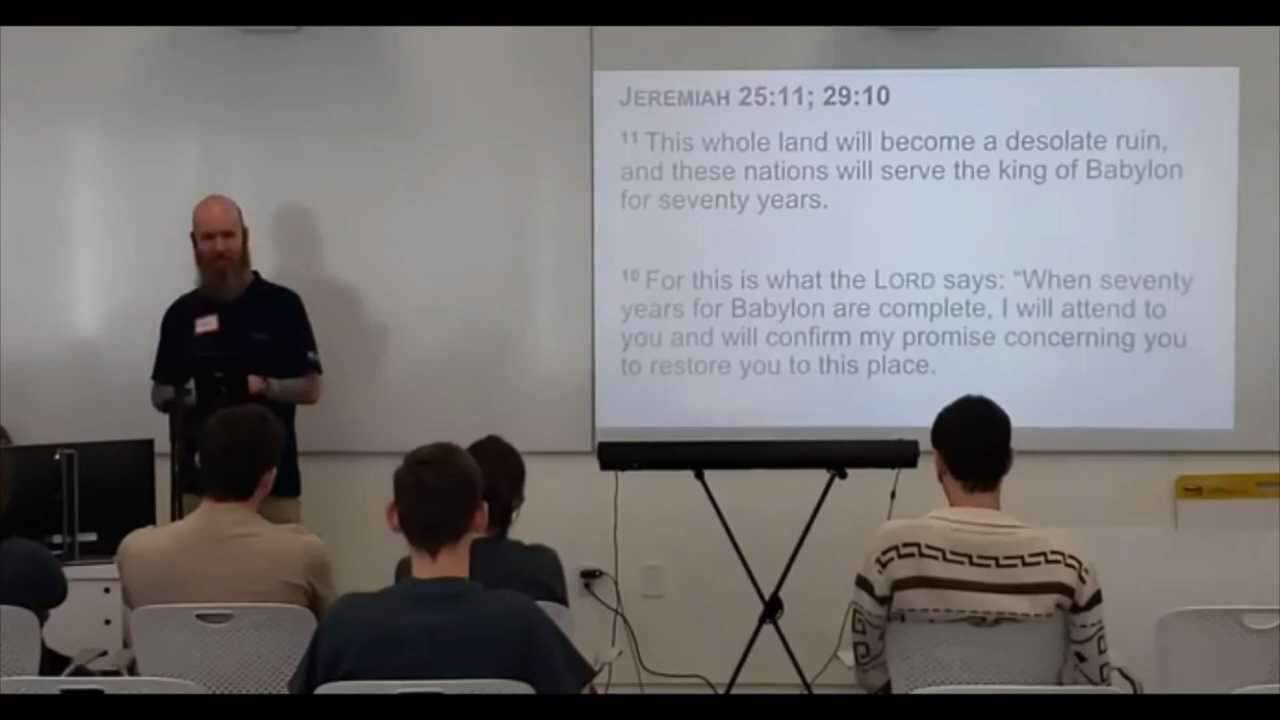 JEREMIAH 25:11; 29:10
11 This whole land will become a desolate ruin,
and these nations will serve the king of Babylon
for seventy years.
10 For this is what the LORD says: “When seventy
years for Babylon are complete, I will attend to
you and will confirm my promise concerning you
to restore you to this place.